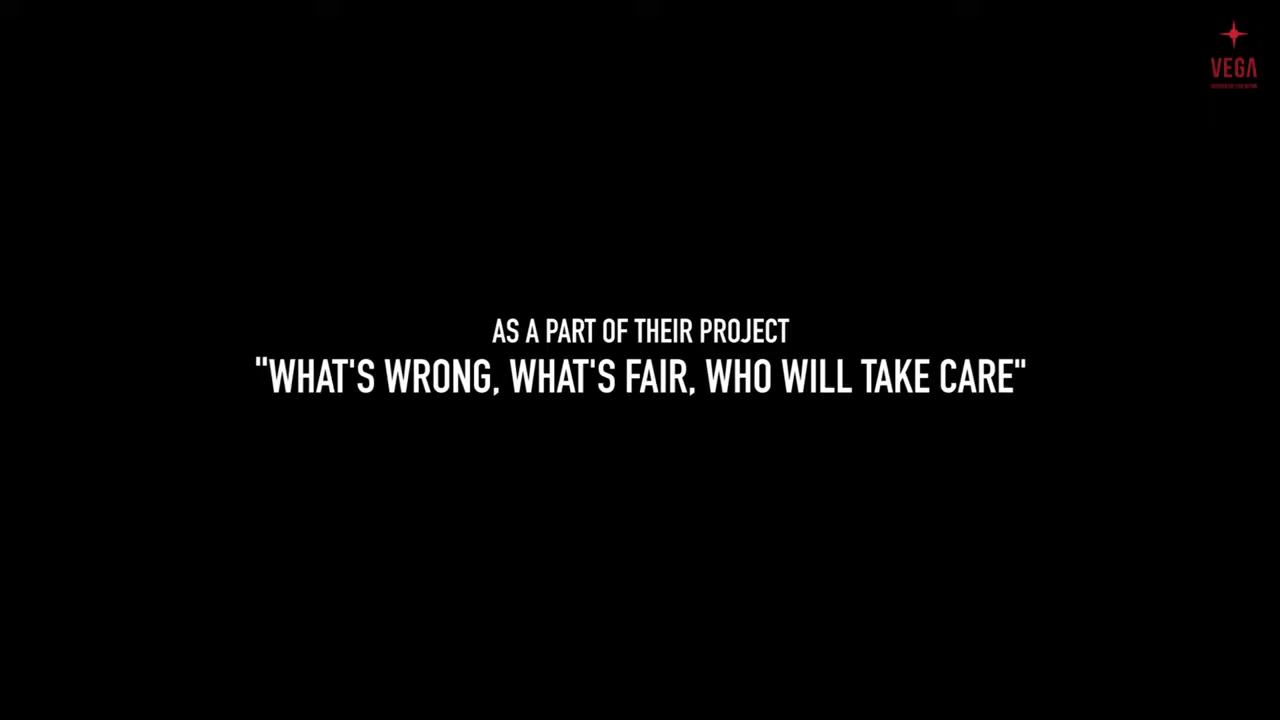 VEGA
AS A PART OF THEIR PROJECT
"WHAT'S WRONG, WHAT'S FAIR, WHO WILL TAKE CARE"